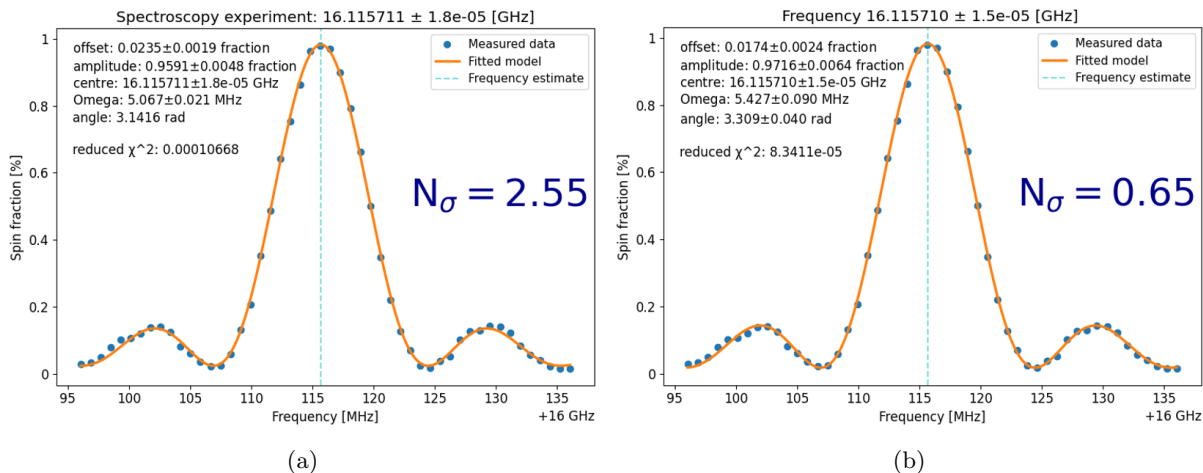 Spectroscopy experiment: 16.115711 ± 1.8e-05 [GHz]
offset: 0.0235±0.0019 fraction
amplitude: 0.9591±0.0048 fraction
centre: 16.115711±1.8e-05 GHz
Omega: 5.067±0.021 MHz
angle: 3.1416 rad
reduced χ^2: 0.00010668
Measured data
Fitted model
Frequency estimate
N_σ = 2.55
Spin fraction [%]
1
0.8
0.6
0.4
0.2
0
95 100 105 110 115 120 125 130 135
Frequency [MHz]
+16 GHz
(a)
Frequency 16.115710 ± 1.5e-05 [GHz]
offset: 0.0174±0.0024 fraction
amplitude: 0.9716±0.0064 fraction
centre: 16.115710±1.5e-05 GHz
Omega: 5.427±0.090 MHz
angle: 3.309±0.040 rad
reduced χ^2: 8.3411e-05
Measured data
Fitted model
Frequency estimate
N_σ = 0.65
Spin fraction [%]
1
0.8
0.6
0.4
0.2
0
95 100 105 110 115 120 125 130 135
Frequency [MHz]
+16 GHz
(b)